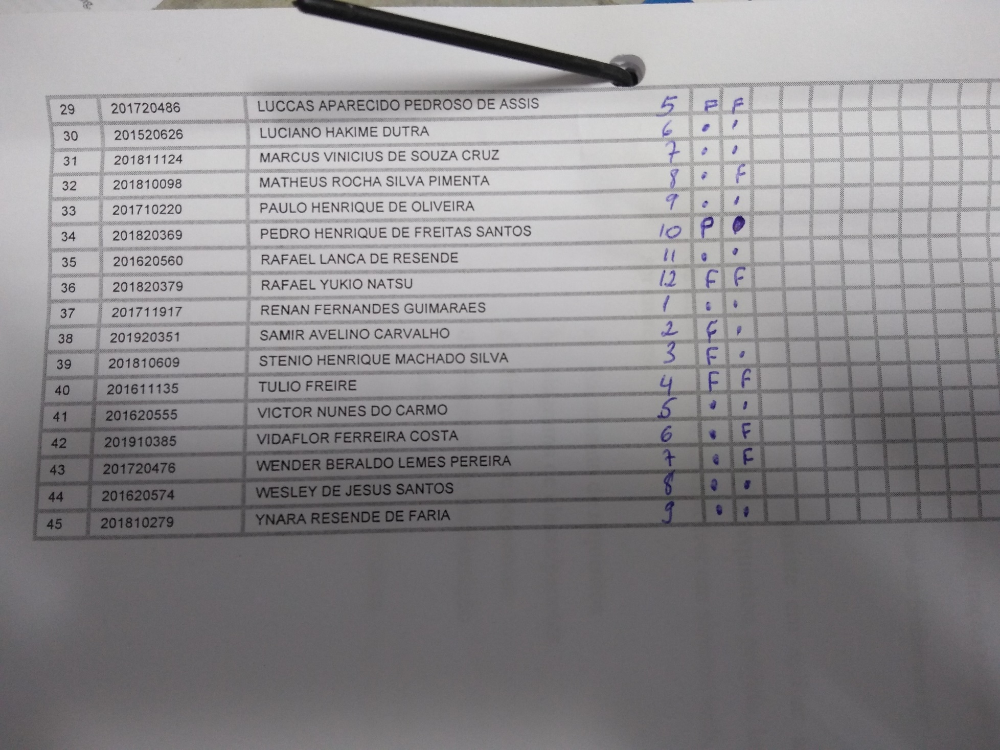 29 201720486 LUCCAS APARECIDO PEDROSO DE ASSIS 5 F F
30 201520626 LUCIANO HAKIME DUTRA 6 . .
31 201811124 MARCUS VINICIUS DE SOUZA CRUZ 7 . .
32 201810098 MATHEUS ROCHA SILVA PIMENTA 8 . F
33 201710220 PAULO HENRIQUE DE OLIVEIRA 9 . .
34 201820369 PEDRO HENRIQUE DE FREITAS SANTOS 10 P .
35 201620560 RAFAEL LANCA DE RESENDE 11 . .
36 201820379 RAFAEL YUKIO NATSU 12 F F
37 201711917 RENAN FERNANDES GUIMARAES 1 . .
38 201920351 SAMIR AVELINO CARVALHO 2 F .
39 201810609 STENIO HENRIQUE MACHADO SILVA 3 F .
40 201611135 TULIO FREIRE 4 F F
41 201620555 VICTOR NUNES DO CARMO 5 . .
42 201910385 VIDAFLOR FERREIRA COSTA 6 . F
43 201720476 WENDER BERALDO LEMES PEREIRA 7 . F
44 201620574 WESLEY DE JESUS SANTOS 8 . .
45 201810279 YNARA RESENDE DE FARIA 9 . .